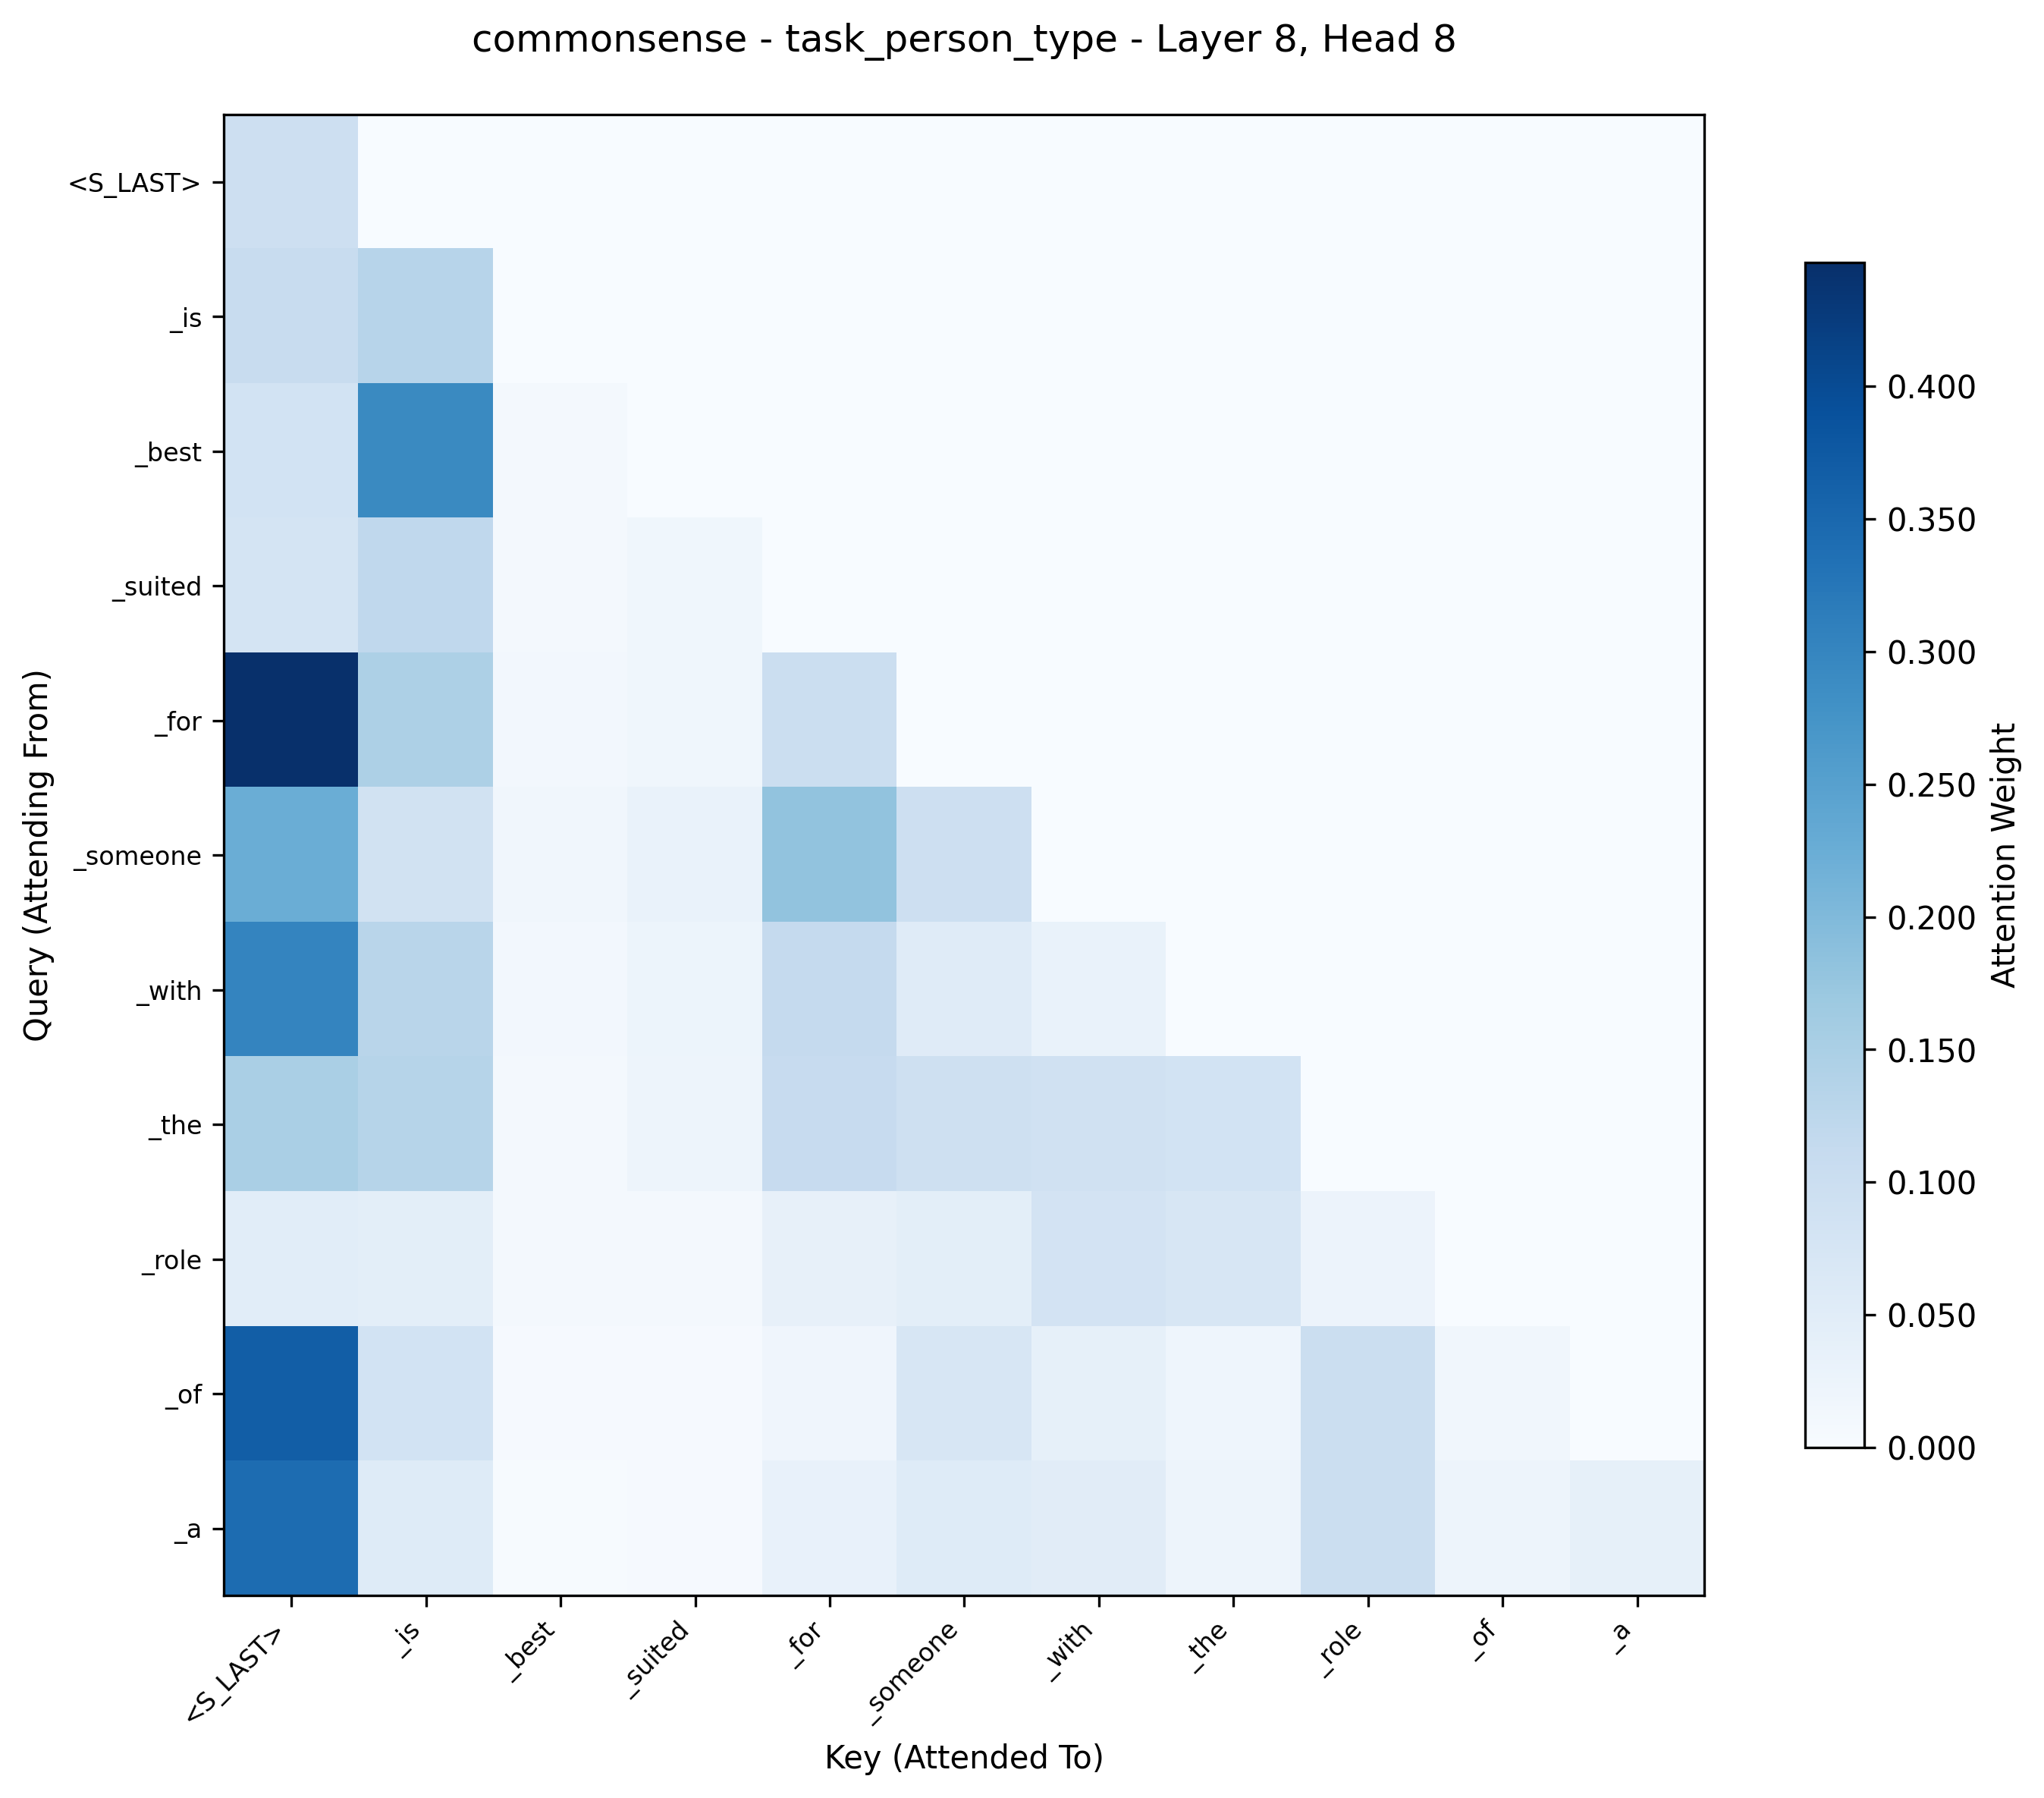 commonsense - task_person_type - Layer 8, Head 8
Query (Attending From)
<S_LAST>
_is
_best
_suited
_for
_someone
_with
_the
_role
_of
_a
<S_LAST>
_is
_best
_suited
_for
_someone
_with
_the
_role
_of
_a
Key (Attended To)
0.400
0.350
0.300
0.250
0.200
0.150
0.100
0.050
0.000
Attention Weight